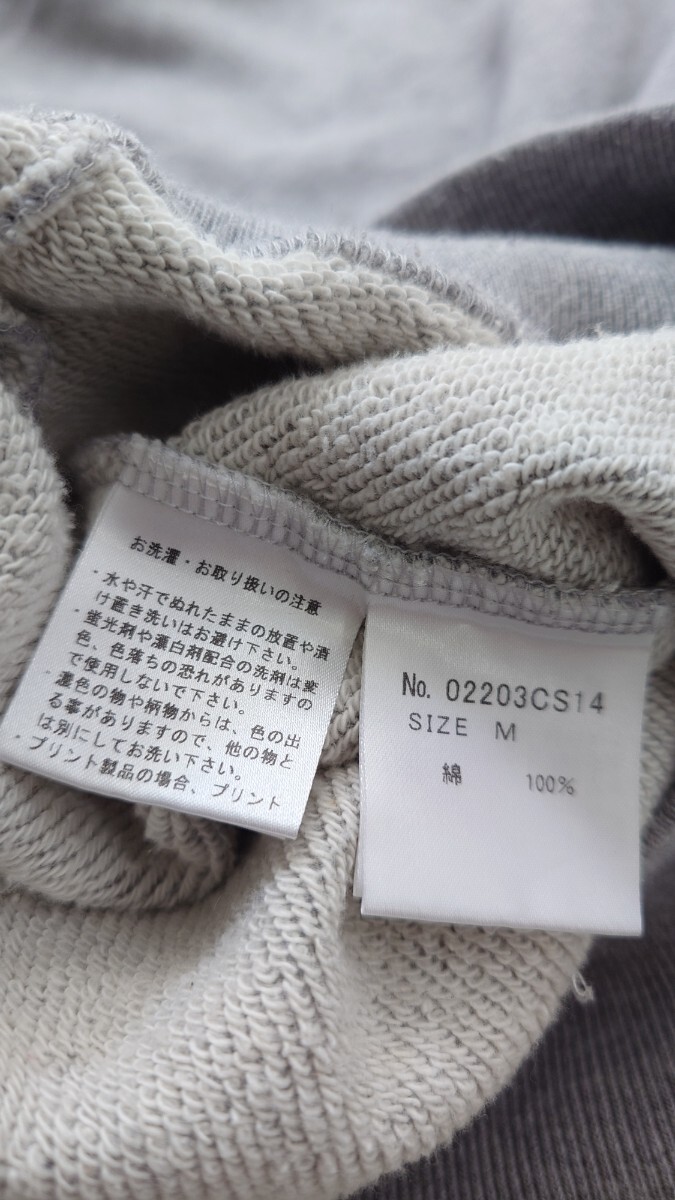 お洗濯・お取り扱いの注意
・水や汗でぬれたままの放置や漬
け置き洗いはお避け下さい。
・蛍光剤や漂白剤配合の洗剤は変
色、色落ちの恐れがありますの
で使用しないで下さい。
・濃色の物や柄物からは、色の出
る事がありますので、他の物と
は別にしてお洗い下さい。
・プリント製品の場合、プリント
No. 02203CS14
SIZE M
綿 100%